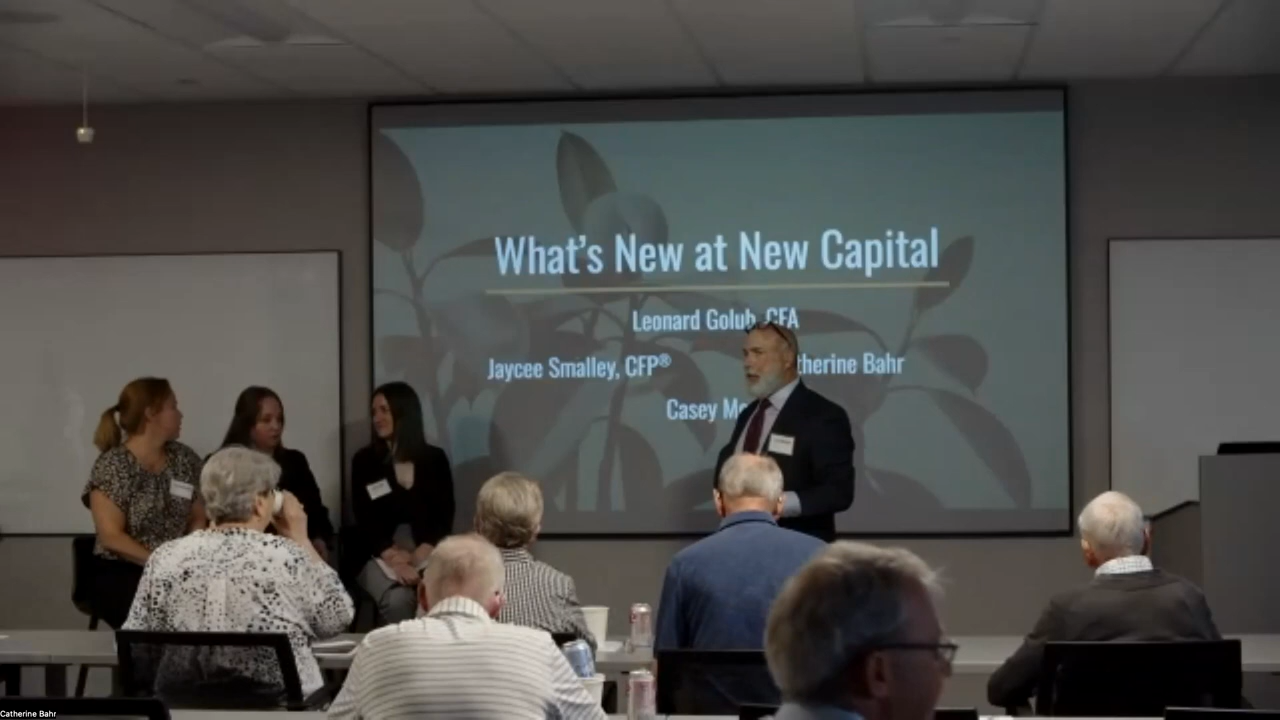 What's New at New Capital
Leonard Golub, CFA
Jaycee Smalley, CFP®
therine Bahr
Casey
Catherine Bahr